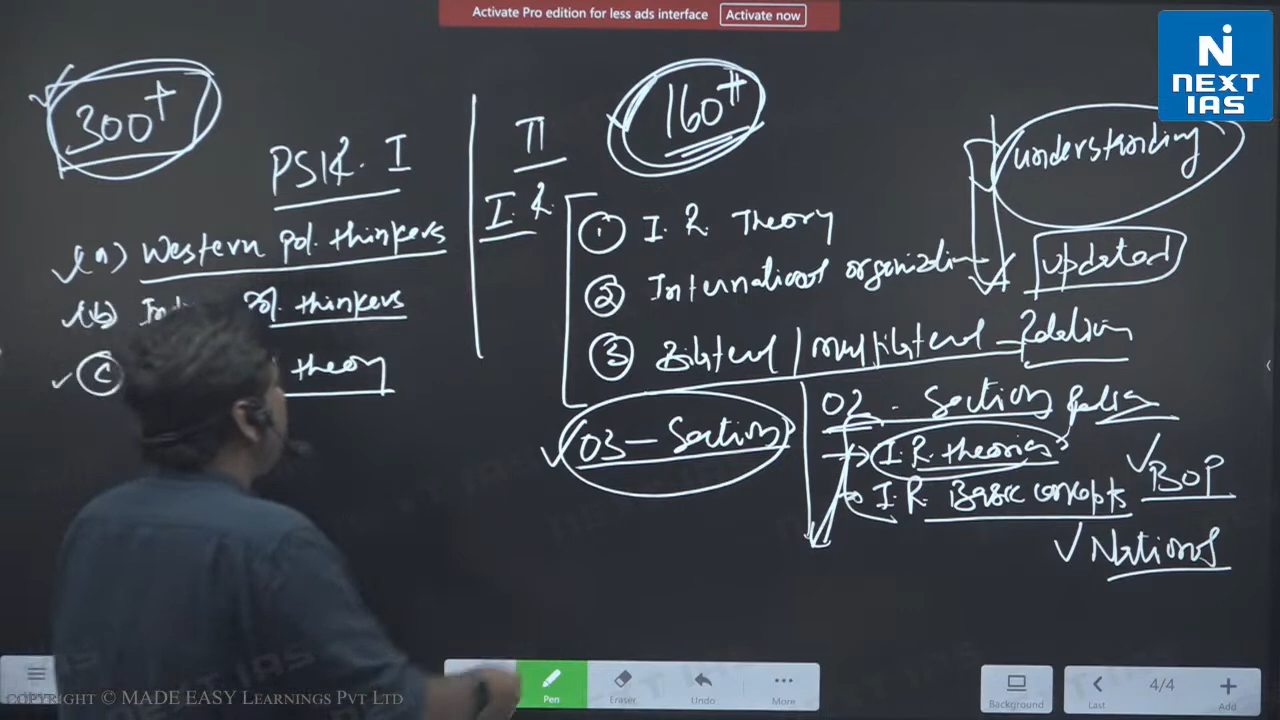 Activate Pro edition for less ads interface Activate now
NEXT IAS
300+
PSIR. I
(a) Western pol. thinkers
(b) Pol. thinkers
(c) theory
II
I. R.
160++
① I. R. Theory
② International organization
③ Bilateral / multilateral Relation
03 - Section
understanding
updated
02 - Section
→ I. R. theories
→ I. R. Basic concepts
BOP
National
COPYRIGHT © MADE EASY LEARNINGS PVT LTD
Pen
Eraser
Undo
More
Background
Last
4/4
Add